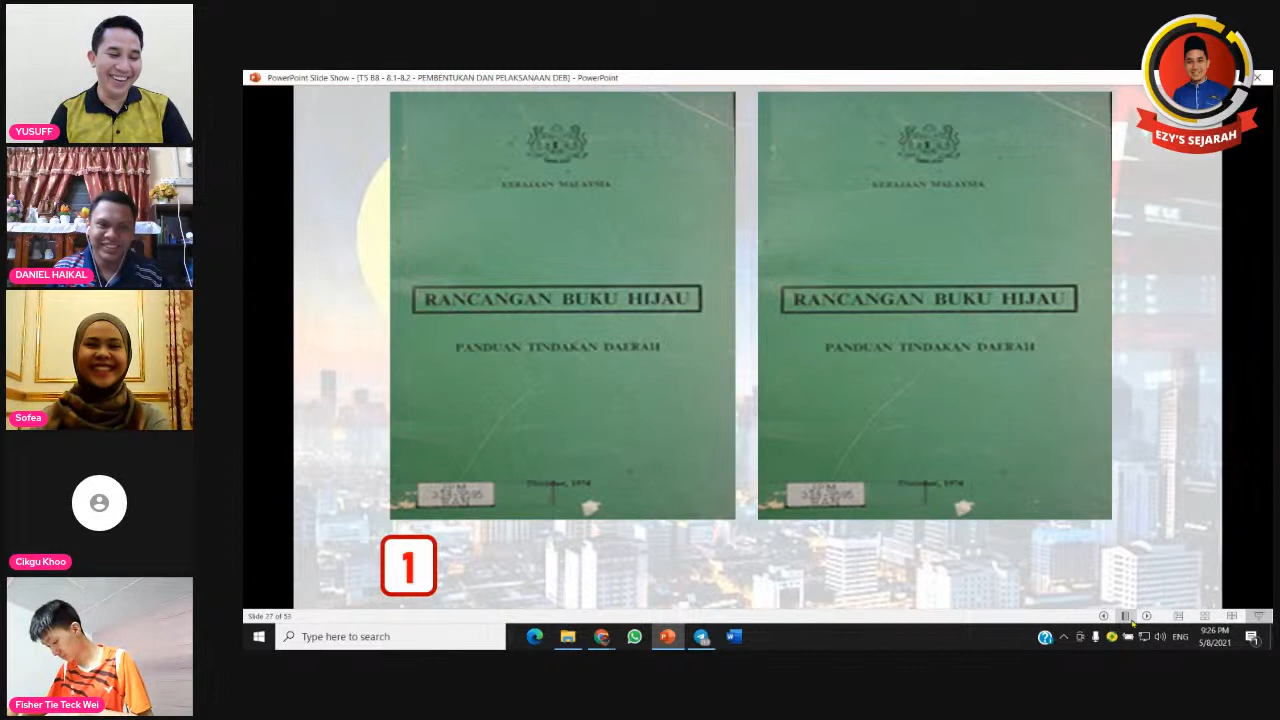 YUSUFF
DANIEL HAIKAL
Sofea
Cikgu Khoo
Fisher Tie Teck Wei
PowerPoint Slide Show - [T5 B8 - 8.1-8.2 - PEMBENTUKAN DAN PELAKSANAAN DEB] - PowerPoint
EZY'S SEJARAH
KERAJAAN MALAYSIA
RANCANGAN BUKU HIJAU
PANDUAN TINDAKAN DAERAH
1974
KERAJAAN MALAYSIA
RANCANGAN BUKU HIJAU
PANDUAN TINDAKAN DAERAH
1974
1
Slide 27 of 53
Type here to search
ENG
9:26 PM
5/8/2021